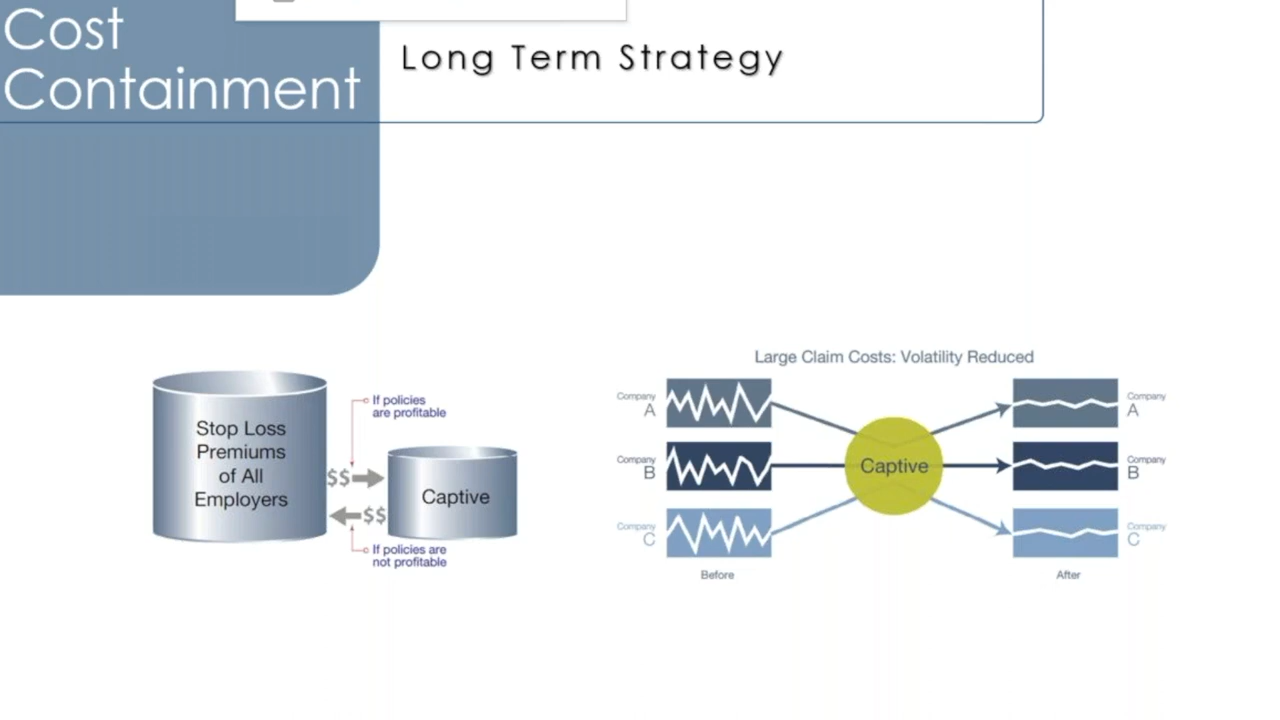 Cost
Containment
Long Term Strategy
Stop Loss
Premiums
of All
Employers
If policies
are profitable
$$
$$
If policies are
not profitable
Captive
Large Claim Costs: Volatility Reduced
Company
A
Company
B
Company
C
Before
Captive
Company
A
Company
B
Company
C
After